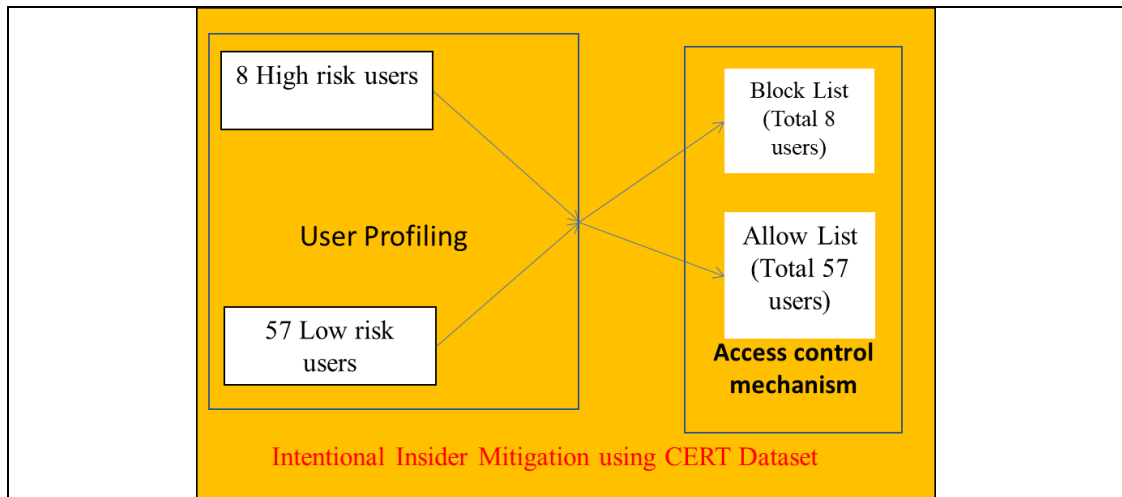 8 High risk users
User Profiling
57 Low risk
users
Block List
(Total 8
users)
Allow List
(Total 57
users)
Access control
mechanism
Intentional Insider Mitigation using CERT Dataset